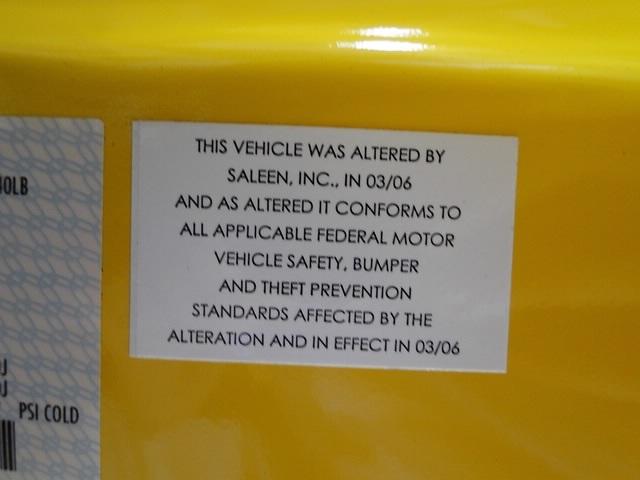 THIS VEHICLE WAS ALTERED BY
SALEEN, INC., IN 03/06
AND AS ALTERED IT CONFORMS TO
ALL APPLICABLE FEDERAL MOTOR
VEHICLE SAFETY, BUMPER
AND THEFT PREVENTION
STANDARDS AFFECTED BY THE
ALTERATION AND IN EFFECT IN 03/06
PSI COLD